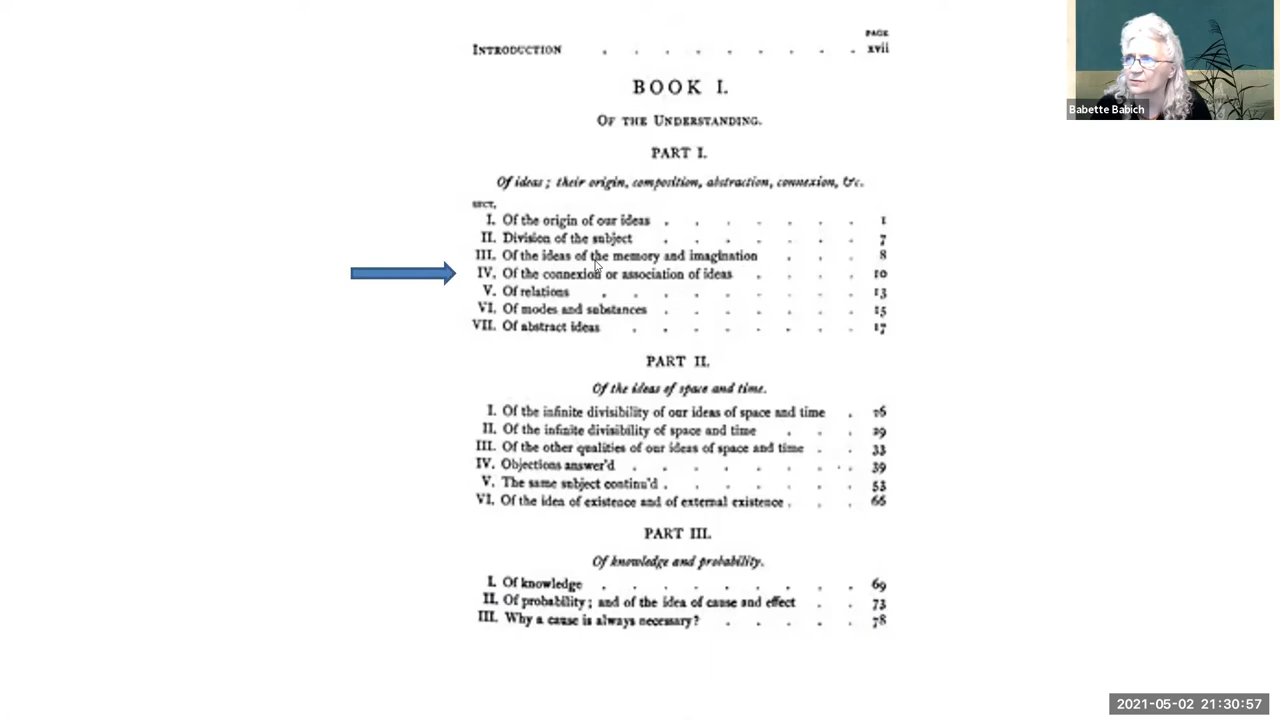 PAGE
INTRODUCTION . . . . . . . . . xvii
BOOK I.
OF THE UNDERSTANDING.
PART I.
Of ideas; their origin, composition, abstraction, connexion, &c.
SECT.
I. Of the origin of our ideas . . . . . . . 1
II. Division of the subject . . . . . . . 7
III. Of the ideas of the memory and imagination . . . 8
IV. Of the connexion or association of ideas . . . . 10
V. Of relations . . . . . . . . . 13
VI. Of modes and substances . . . . . . . 15
VII. Of abstract ideas . . . . . . . . 17
PART II.
Of the ideas of space and time.
I. Of the infinite divisibility of our ideas of space and time . 26
II. Of the infinite divisibility of space and time . . . 29
III. Of the other qualities of our ideas of space and time . . 33
IV. Objections answer'd . . . . . . . . 39
V. The same subject continu'd . . . . . . . 53
VI. Of the idea of existence and of external existence . . . 66
PART III.
Of knowledge and probability.
I. Of knowledge . . . . . . . . . 69
II. Of probability; and of the idea of cause and effect . . 73
III. Why a cause is always necessary? . . . . . 78
Babette Babich
2021-05-02 21:30:57